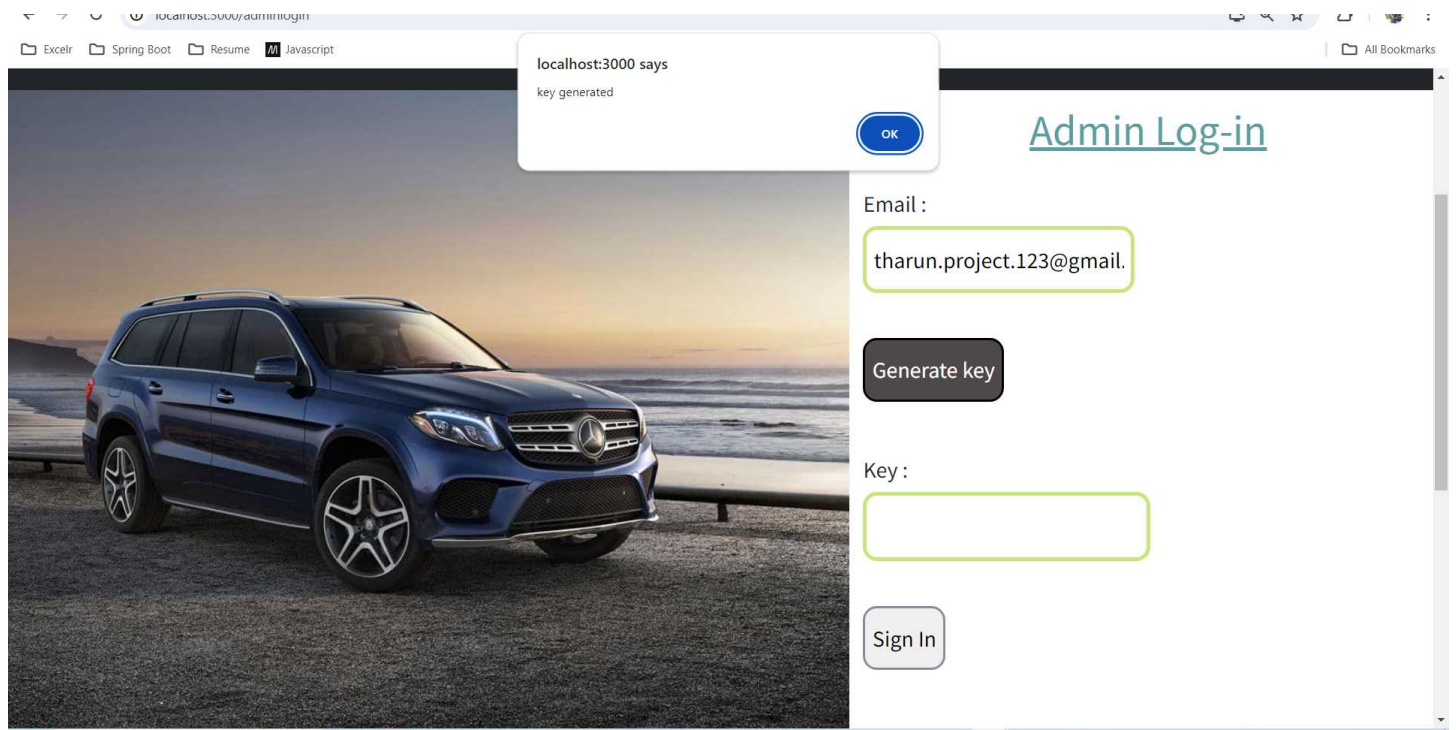 localhost:3000/adminlogin
Excelr Spring Boot Resume M Javascript All Bookmarks
localhost:3000 says
key generated
OK
Admin Log-in
Email :
tharun.project.123@gmail.
Generate key
Key :
Sign In